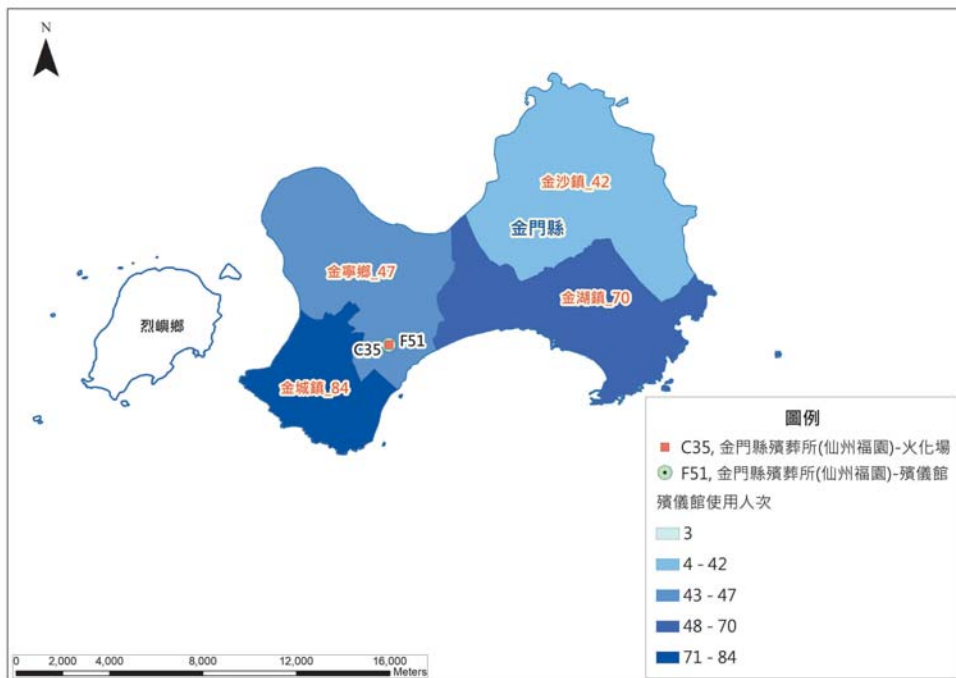 N
金沙鎮_42
金門縣
金寧鄉_47
金湖鎮_70
烈嶼鄉
C35
F51
金城鎮_84
圖例
C35, 金門縣殯葬所(仙州福園)-火化場
F51, 金門縣殯葬所(仙州福園)-殯儀館
殯儀館使用人次
3
4 - 42
43 - 47
48 - 70
71 - 84
0 2,000 4,000 8,000 12,000 16,000
Meters